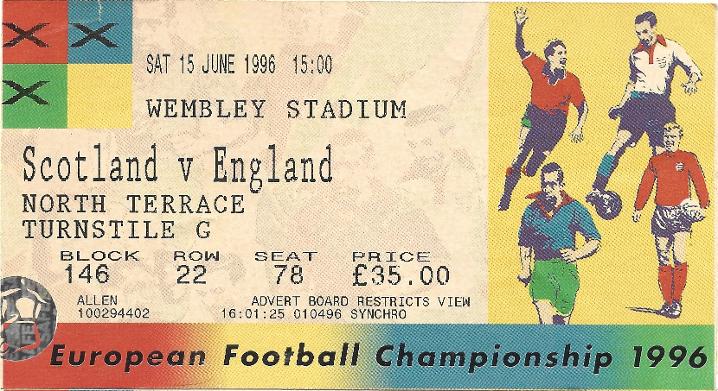 SAT 15 JUNE 1996 15:00
WEMBLEY STADIUM
Scotland v England
NORTH TERRACE
TURNSTILE G
BLOCK ROW SEAT PRICE
146 22 78 £35.00
ALLEN ADVERT BOARD RESTRICTS VIEW
100294402 16:01:25 010496 SYNCHRO
European Football Championship 1996